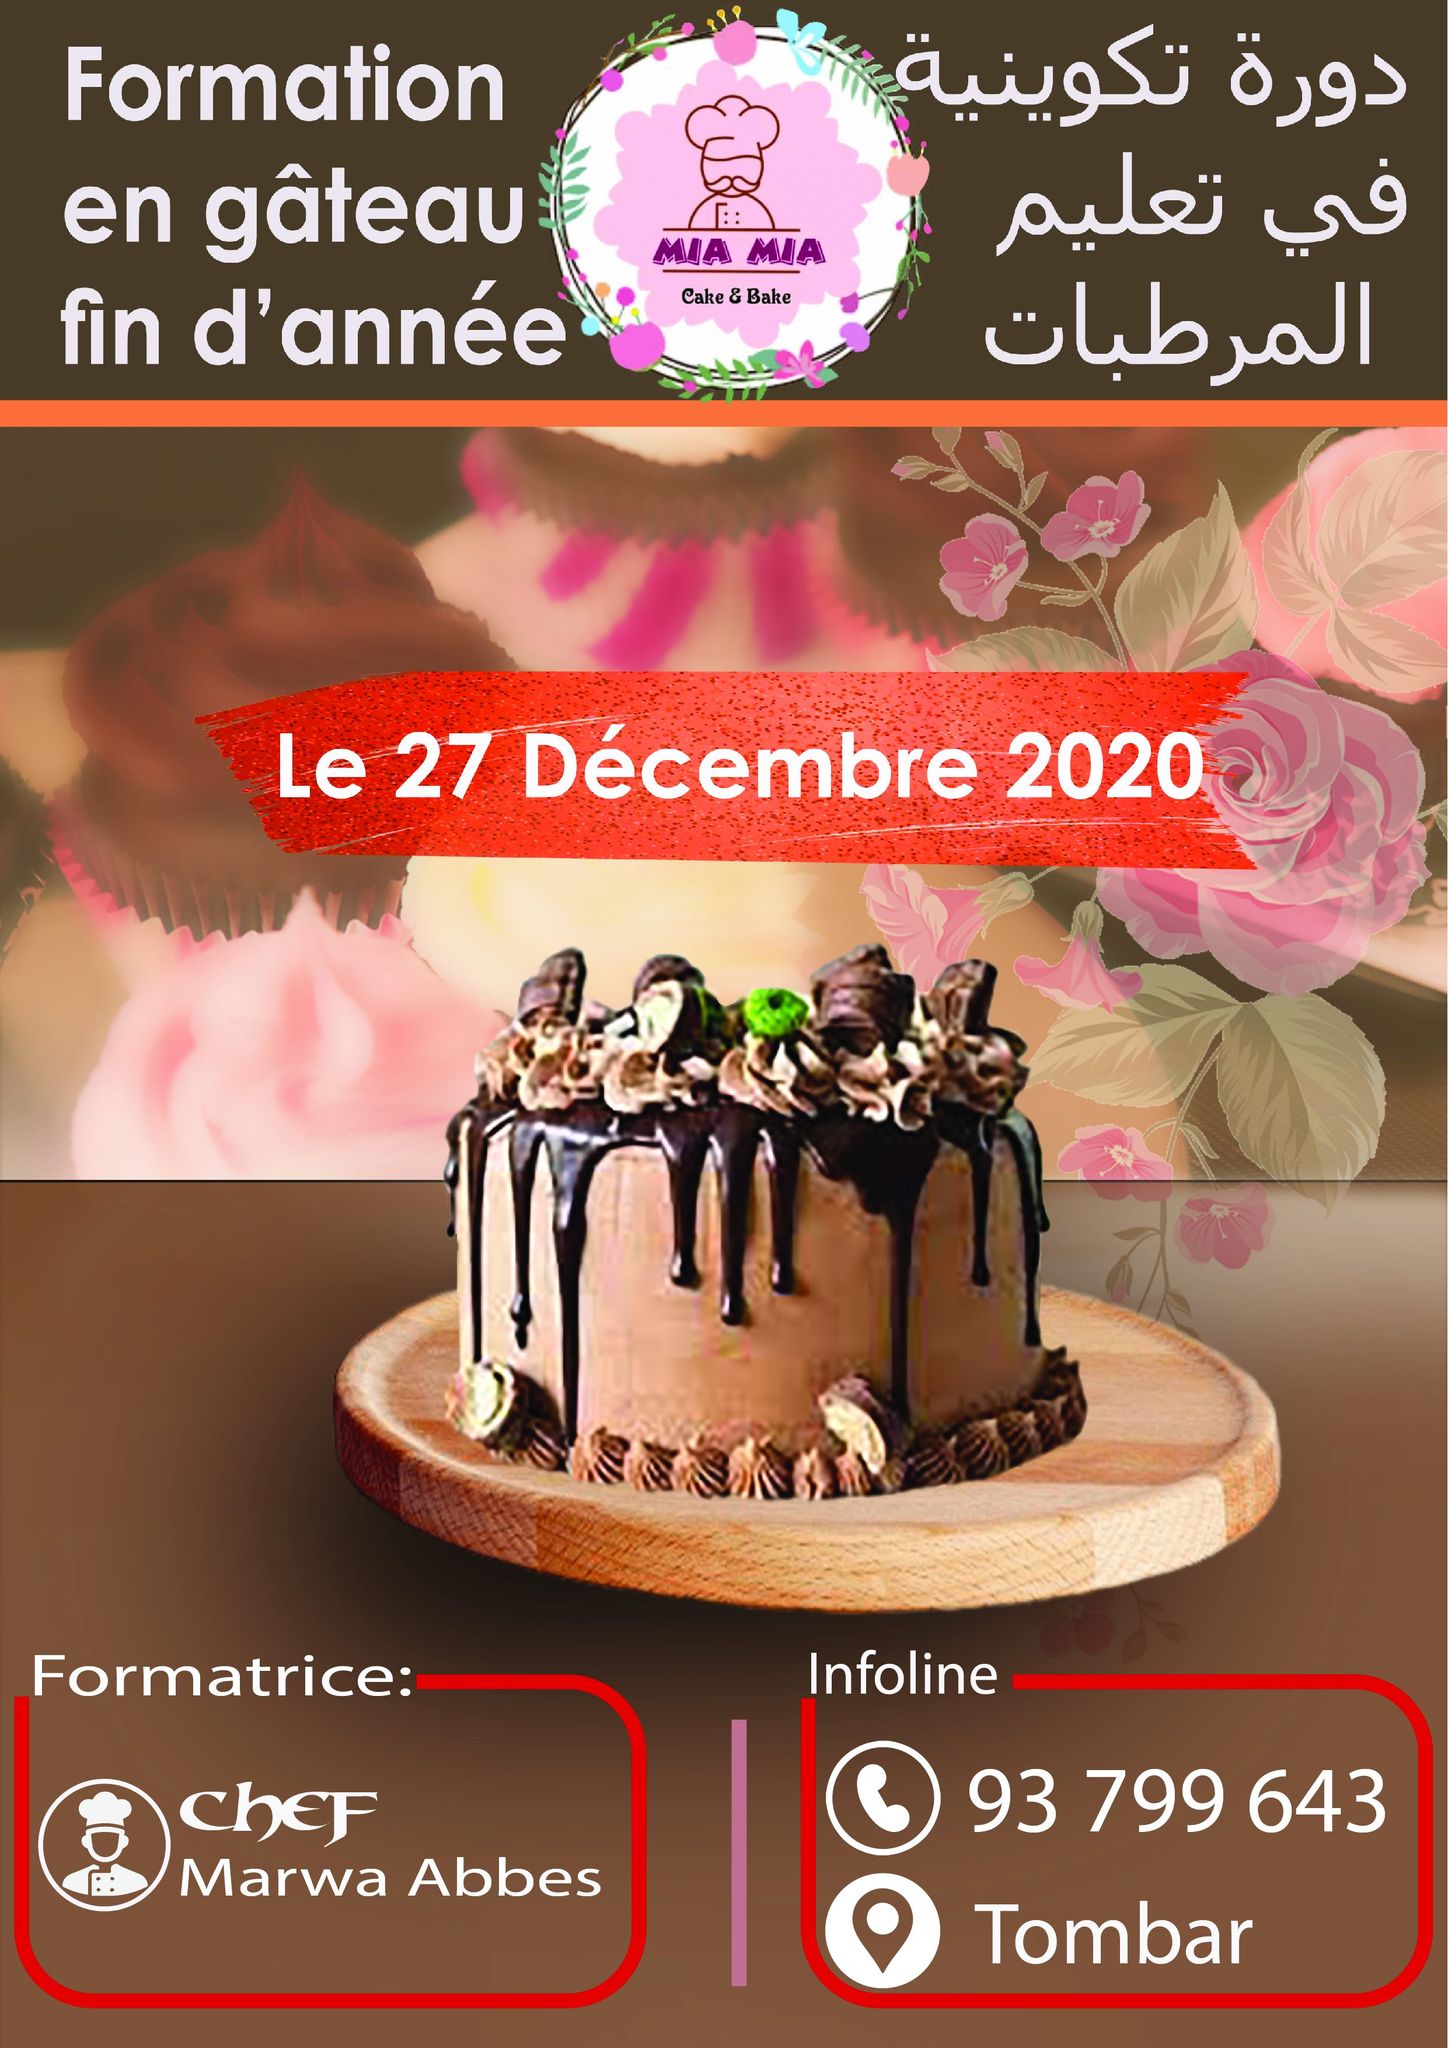 Formation
en gâteau
fin d’année
MIA MIA
Cake & Bake
دورة تكوينية
في تعليم
المرطبات
Le 27 Décembre 2020
Formatrice:
Chef
Marwa Abbes
Infoline
93 799 643
Tombar